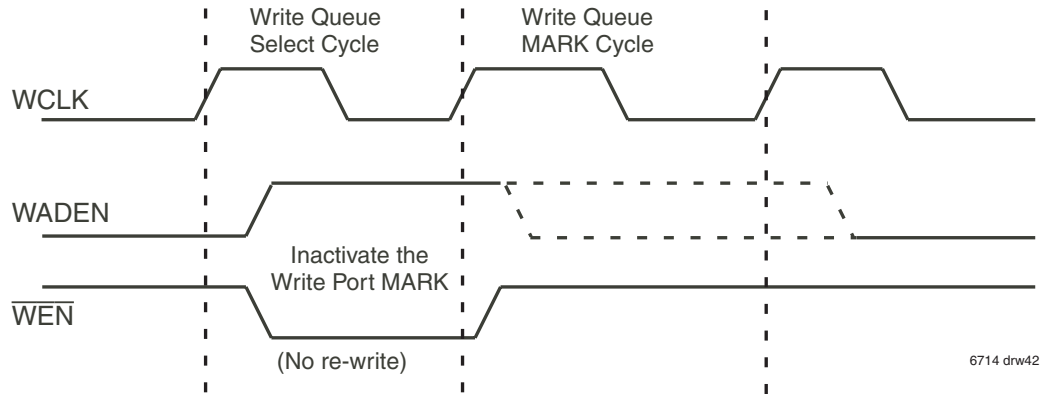 Write Queue
Select Cycle
Write Queue
MARK Cycle
WCLK
WADEN
Inactivate the
Write Port MARK
WEN
(No re-write)
6714 drw42